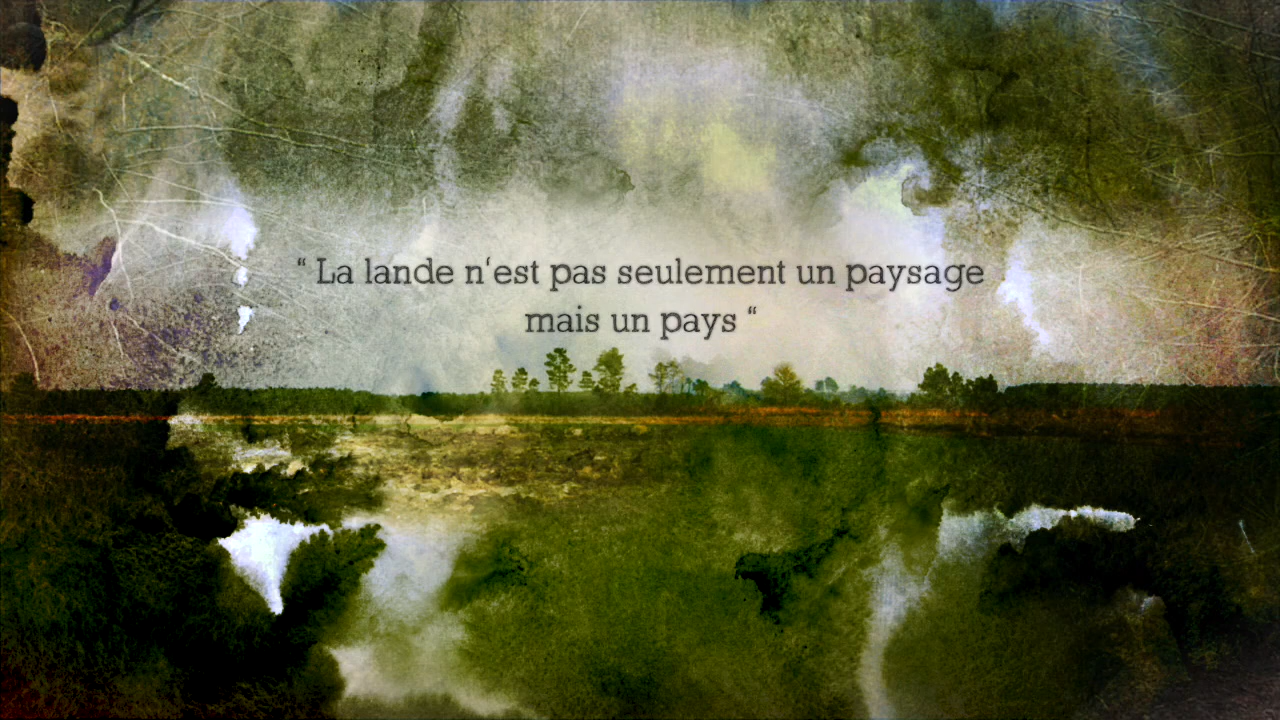 “ La lande n‘est pas seulement un paysage
mais un pays “